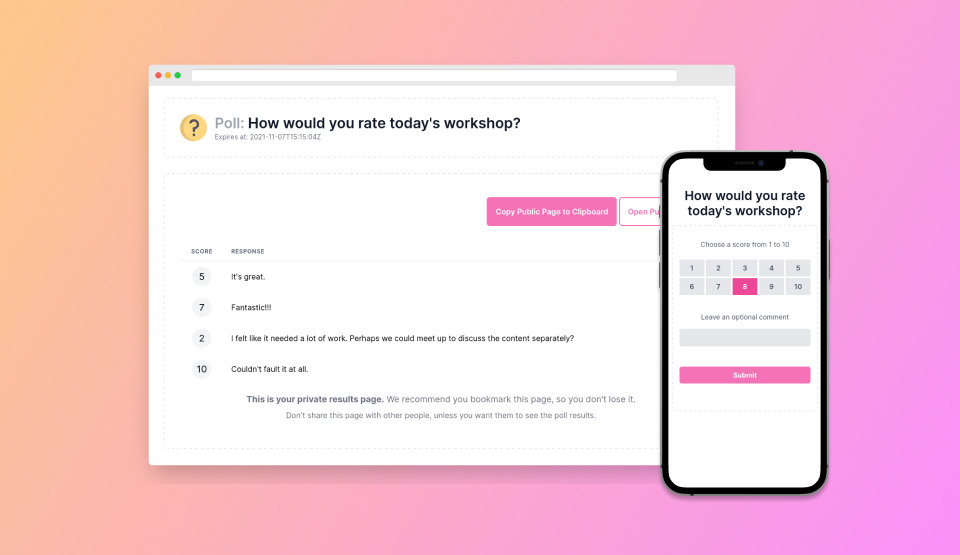 Poll: How would you rate today's workshop?
Expires at: 2021-11-07T15:15:04Z
Copy Public Page to Clipboard
Open Pu
SCORE RESPONSE
5 It's great.
7 Fantastic!!!
2 I felt like it needed a lot of work. Perhaps we could meet up to discuss the content separately?
10 Couldn't fault it at all.
This is your private results page. We recommend you bookmark this page, so you don't lose it.
Don't share this page with other people, unless you want them to see the poll results.
How would you rate
today's workshop?
Choose a score from 1 to 10
1 2 3 4 5
6 7 8 9 10
Leave an optional comment
Submit